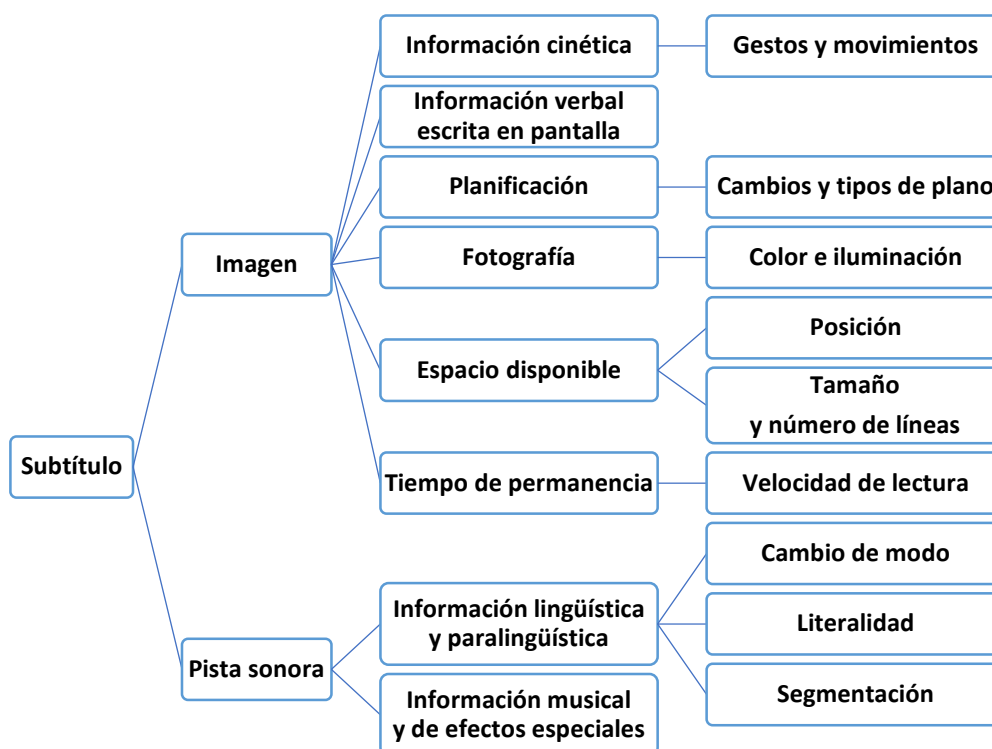 Información cinética
Gestos y movimientos
Información verbal
escrita en pantalla
Planificación
Cambios y tipos de plano
Imagen
Fotografía
Color e iluminación
Posición
Espacio disponible
Tamaño
y número de líneas
Subtítulo
Tiempo de permanencia
Velocidad de lectura
Cambio de modo
Información lingüística
y paralingüística
Literalidad
Pista sonora
Segmentación
Información musical
y de efectos especiales